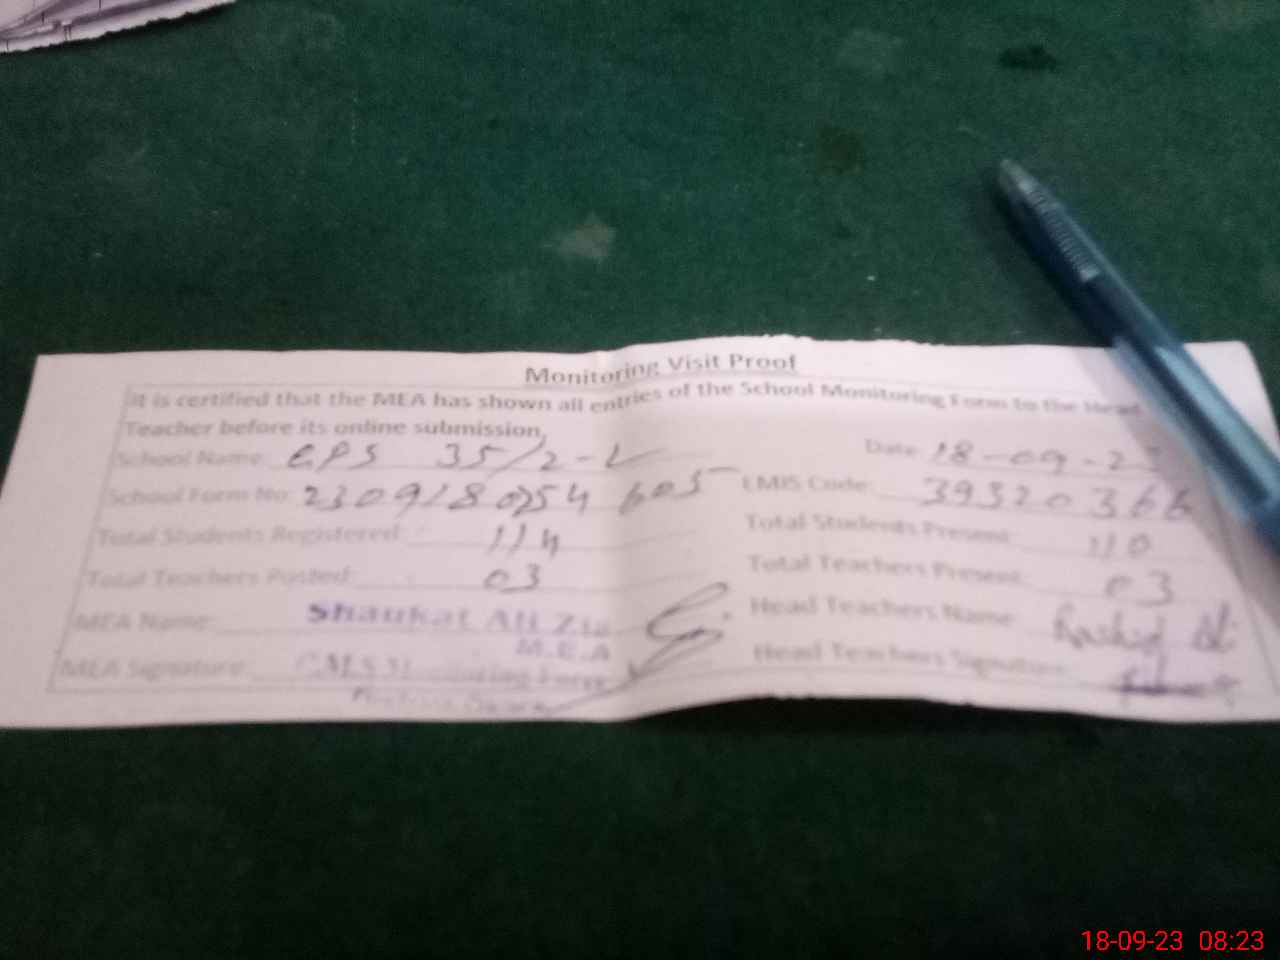 Monitoring Visit Proof
It is certified that the MEA has shown all entries of the School Monitoring Form to the Head
Teacher before its online submission.
School Name: GPS 35/2-L Date: 18-09-23
School Form No: EMIS Code: 39320366
Total Students Registered: 114 Total Students Present: 110
Total Teachers Posted: 03 Total Teachers Present: 03
MEA Name: Shaukat Ali Zia Head Teachers Name:
M.E.A
MEA Signature: Head Teachers Signature:
18-09-23 08:23